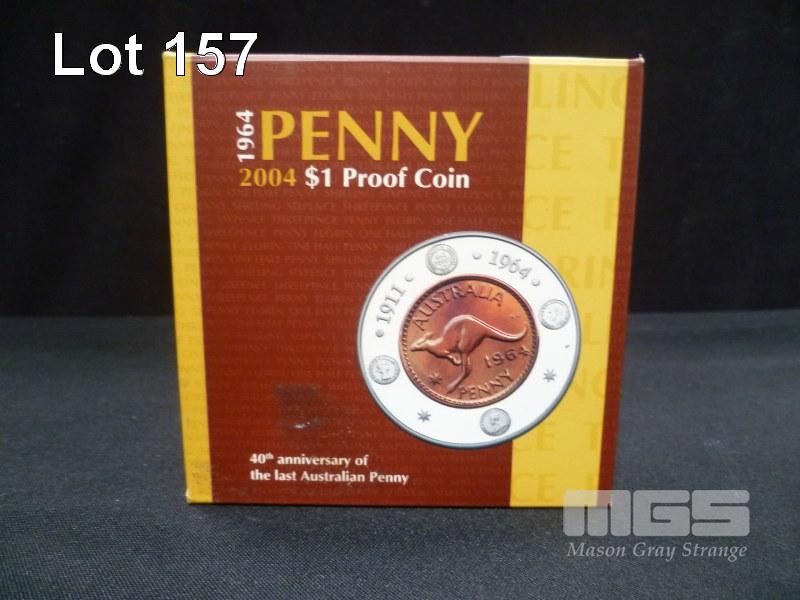 Lot 157
1964
PENNY
2004 $1 Proof Coin
1911
1964
AUSTRALIA
1964
PENNY
40th anniversary of
the last Australian Penny
MGS
Mason Gray Strange